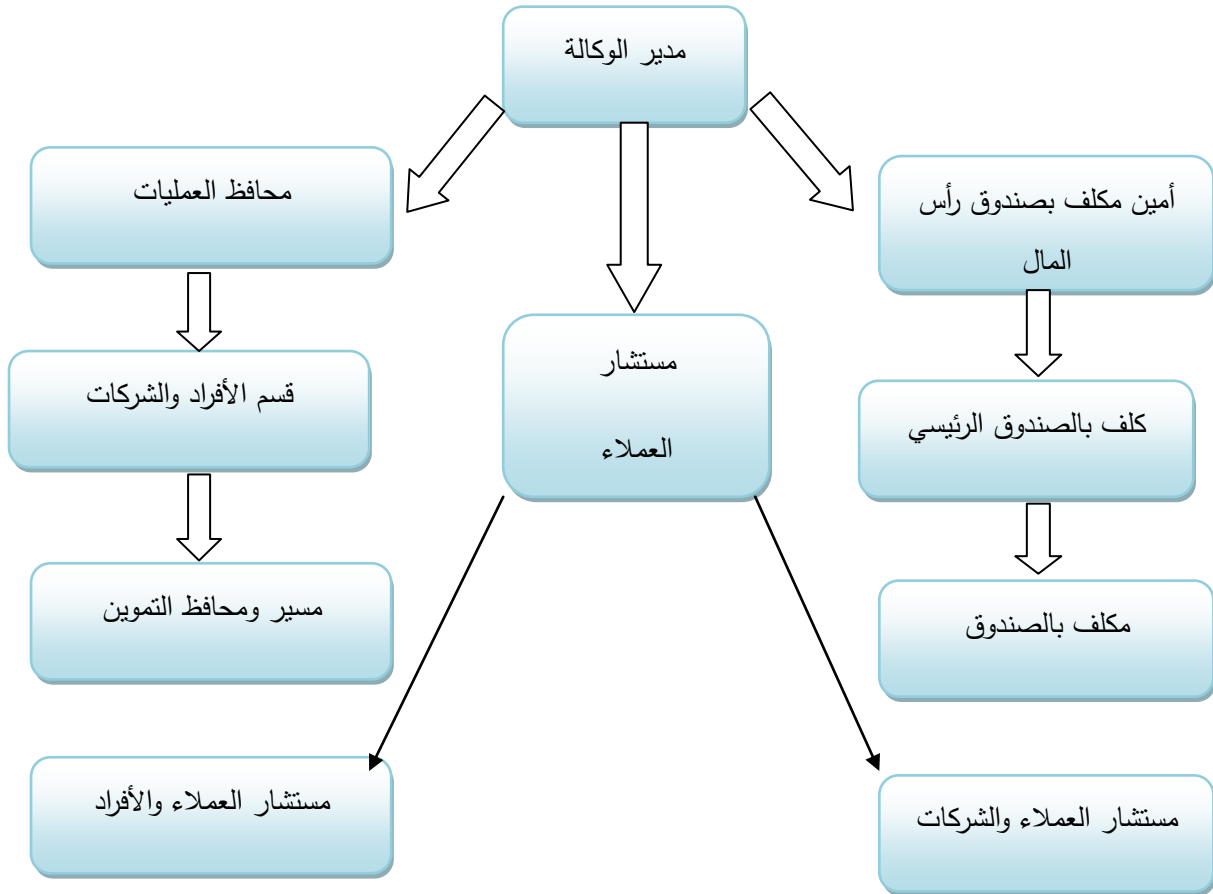 مدير الوكالة
أمين مكلف بصندوق رأس
المال
محافظ العمليات
مستشار
العملاء
كلف بالصندوق الرئيسي
قسم الأفراد والشركات
مكلف بالصندوق
مسير ومحافظ التموين
مستشار العملاء والشركات
مستشار العملاء والأفراد